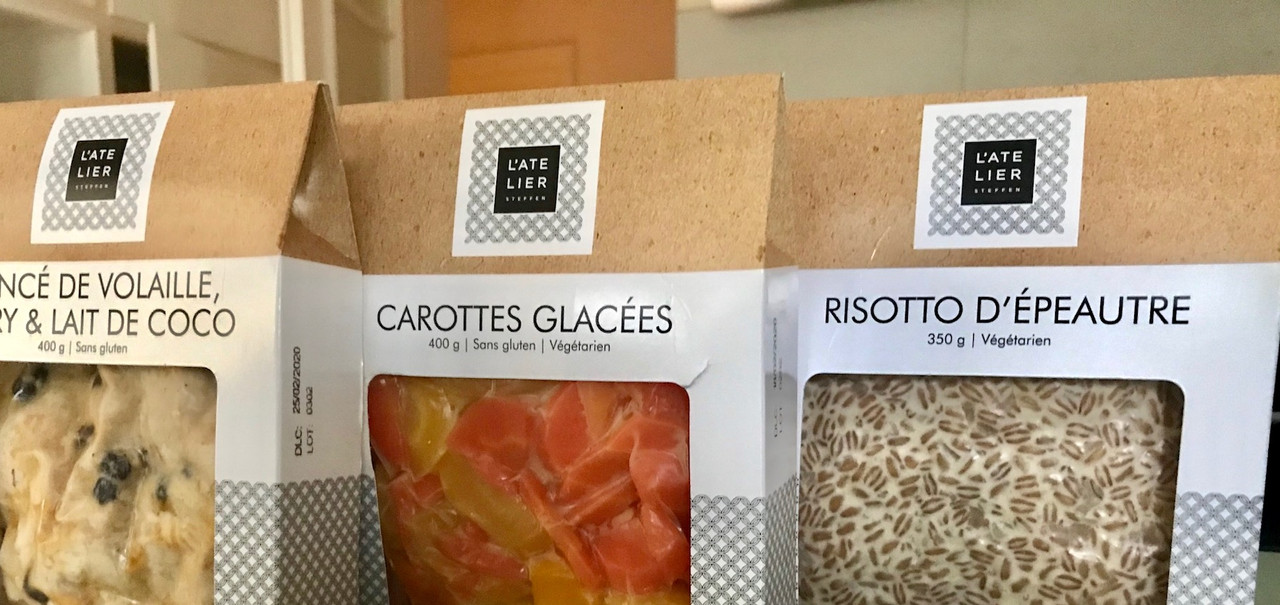 L'ATE
LIER
STEFFEN
NCÉ DE VOLAILLE,
RY & LAIT DE COCO
400 g | Sans gluten
DLC: 25/02/2020
LOT: 0302
L'ATE
LIER
STEFFEN
CAROTTES GLACÉES
400 g | Sans gluten | Végétarien
L'ATE
LIER
STEFFEN
RISOTTO D'ÉPEAUTRE
350 g | Végétarien